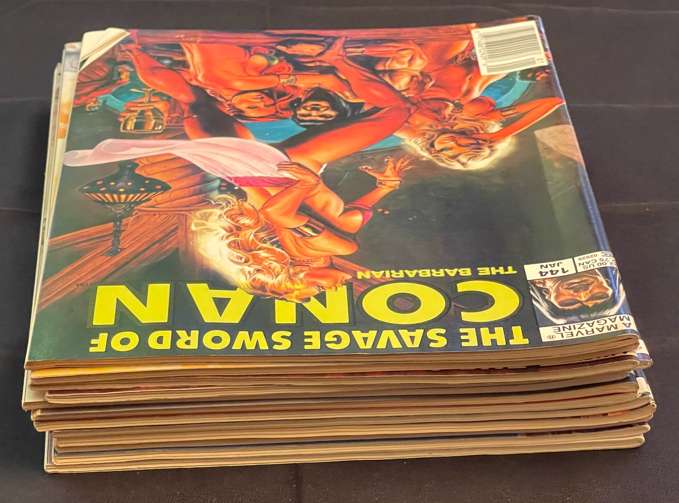 THE SAVAGE SWORD OF
CONAN
THE BARBARIAN
A MARVEL®
MAGAZINE
144
JAN